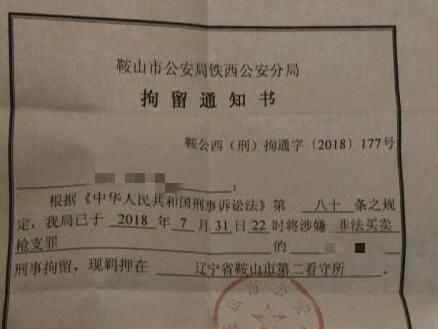 鞍山市公安局铁西公安分局
拘留通知书
鞍公西（刑）拘通字〔2018〕177号
根据《中华人民共和国刑事诉讼法》第 八十 条之规
定，我局已于 2018 年 7 月 31 日 22 时将涉嫌 非法买卖
枪支罪 的
刑事拘留，现羁押在 辽宁省鞍山市第二看守所